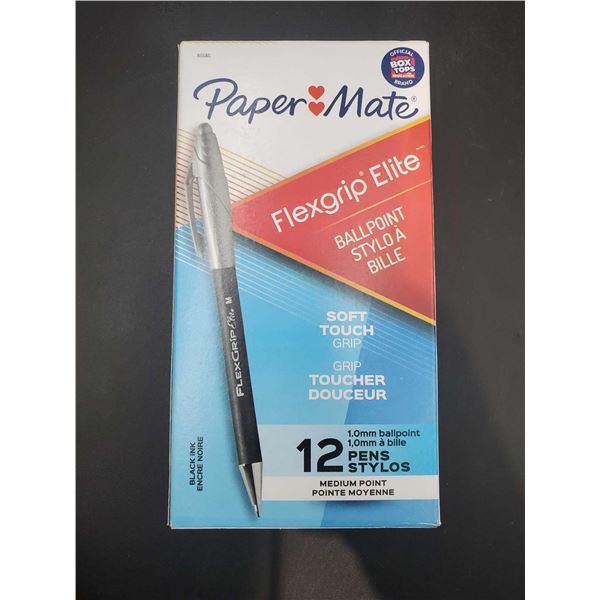 OFFICIAL
BOX
TOPS
BRAND
Paper Mate®
Flexgrip® Elite™
BALLPOINT
STYLO À
BILLE
SOFT
TOUCH
GRIP
GRIP
TOUCHER
DOUCEUR
FLEXGRIP Elite M
BLACK INK
ENCRE NOIRE
1.0mm ballpoint
1,0mm à bille
12 PENS
STYLOS
MEDIUM POINT
POINTE MOYENNE